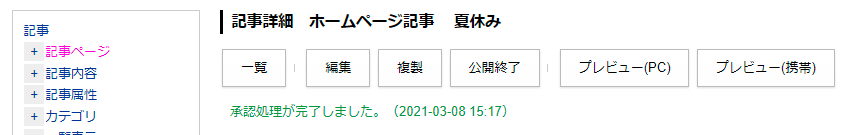 記事
+ 記事ページ
+ 記事内容
+ 記事属性
+ カテゴリ
記事詳細　ホームページ記事　夏休み
一覧 編集 複製 公開終了 プレビュー(PC) プレビュー(携帯)
承認処理が完了しました。（2021-03-08 15:17）